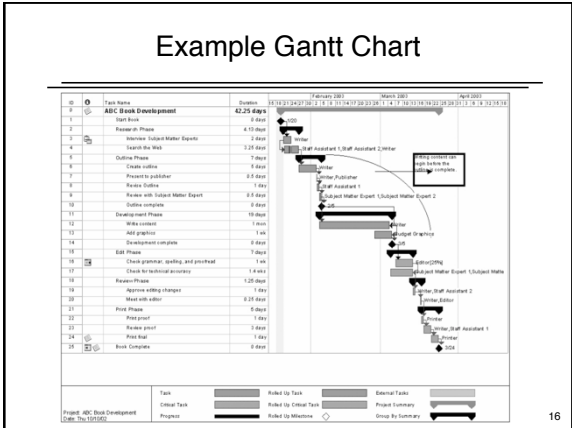 Example Gantt Chart
ID Task Name Duration
February 2003 March 2003 April 2003
0 ABC Book Development 42.25 days
1 Start Book 0 days 1/20
2 Research Phase 4.13 days
3 Interview Subject Matter Experts 2 days Writer
4 Search the Web 3.25 days Staff Assistant 1,Staff Assistant 2,Writer
5 Outline Phase 7 days
6 Create outline 5 days Writer
7 Present to publisher 0.5 days Writer,Publisher
8 Revise Outline 1 day Staff Assistant 1
9 Review with Subject Matter Expert 0.5 days Subject Matter Expert 1,Subject Matter Expert 2
10 Outline complete 0 days 2/5
Writing content can
begin before the
outline is complete.
11 Development Phase 19 days
12 Write content 1 mon Writer
13 Add graphics 1 wk Budget Graphics
14 Development complete 0 days 3/5
15 Edit Phase 7 days
16 Check grammar, spelling, and proofread 1 wk Editor[25%]
17 Check for technical accuracy 1.4 wks Subject Matter Expert 1,Subject Matte
18 Review Phase 1.25 days
19 Approve editing changes 1 day Writer,Staff Assistant 2
20 Meet with editor 0.25 days Writer,Editor
21 Print Phase 5 days
22 Print proof 1 day Printer
23 Review proof 3 days Writer,Staff Assistant 1
24 Print final 1 day Printer
25 Book Complete 0 days 3/24
Project: ABC Book Development
Date: Thu 10/10/02
Task Rolled Up Task External Tasks
Critical Task Rolled Up Critical Task Project Summary
Progress Rolled Up Milestone Group By Summary
16